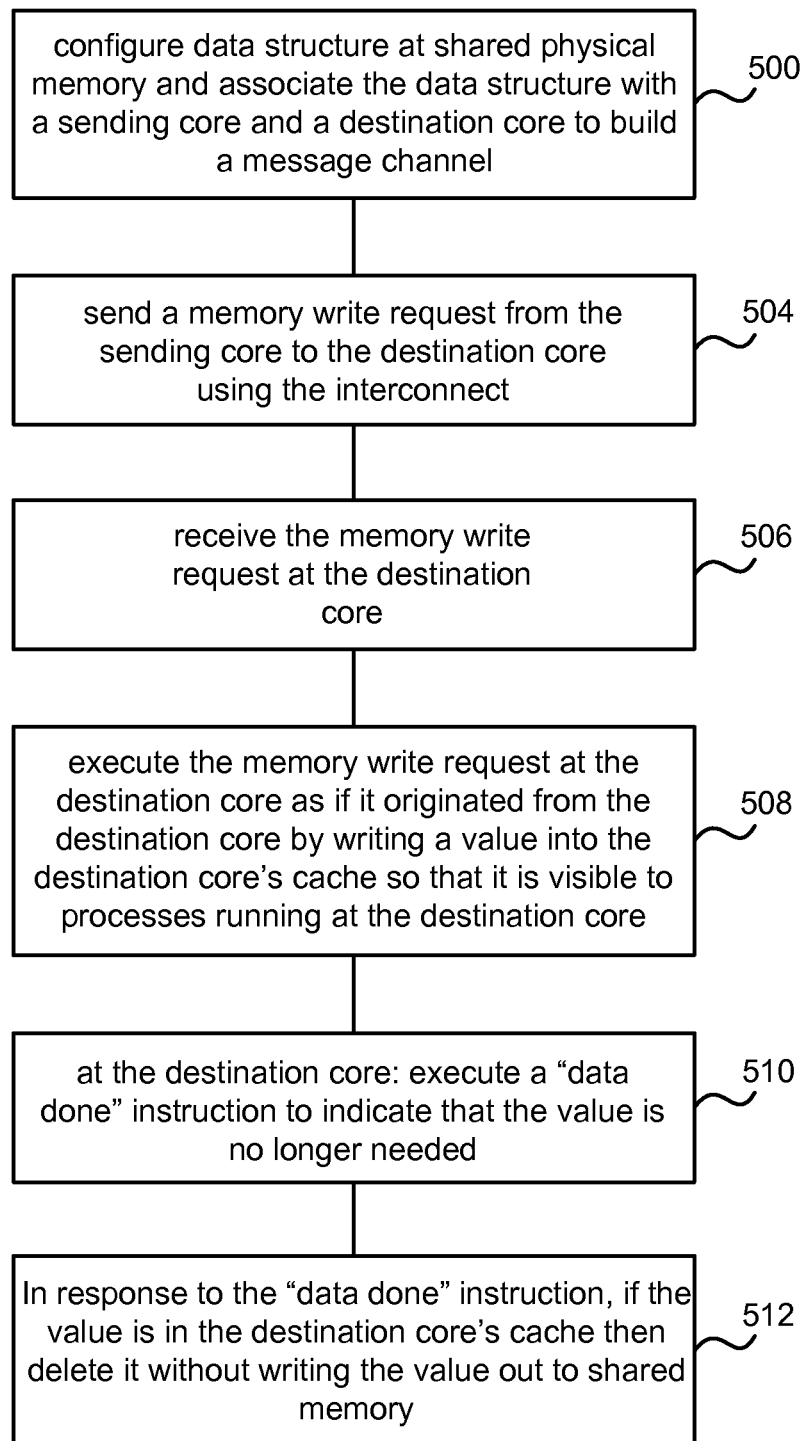 configure data structure at shared physical
memory and associate the data structure with
a sending core and a destination core to build
a message channel
500
send a memory write request from the
sending core to the destination core
using the interconnect
504
receive the memory write
request at the destination
core
506
execute the memory write request at the
destination core as if it originated from the
destination core by writing a value into the
destination core’s cache so that it is visible to
processes running at the destination core
508
at the destination core: execute a “data
done” instruction to indicate that the value is
no longer needed
510
In response to the “data done” instruction, if the
value is in the destination core’s cache then
delete it without writing the value out to shared
memory
512